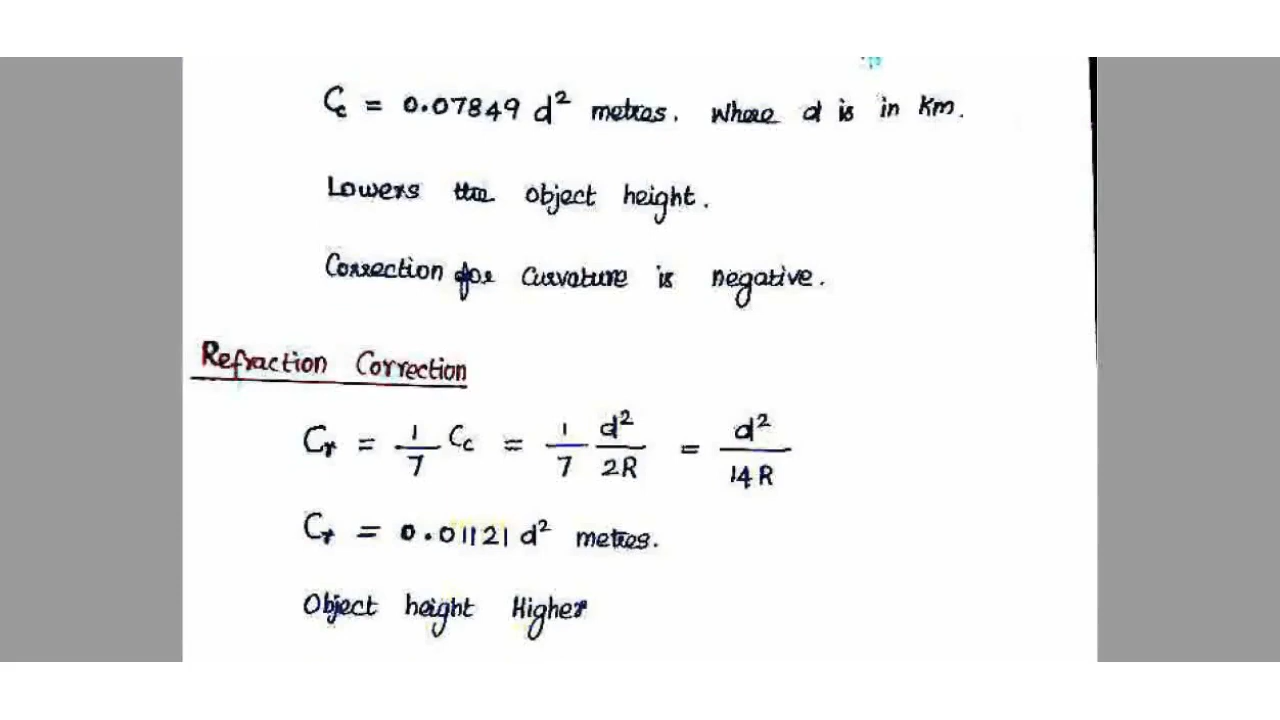 Cc = 0.07849 d² metres. Where d is in km.
Lowers the object height.
Correction for Curvature is negative.
Refraction Correction
Cr = 1/7 Cc = 1/7 d²/2R = d²/14R
Cr = 0.01121 d² metres.
Object height Higher